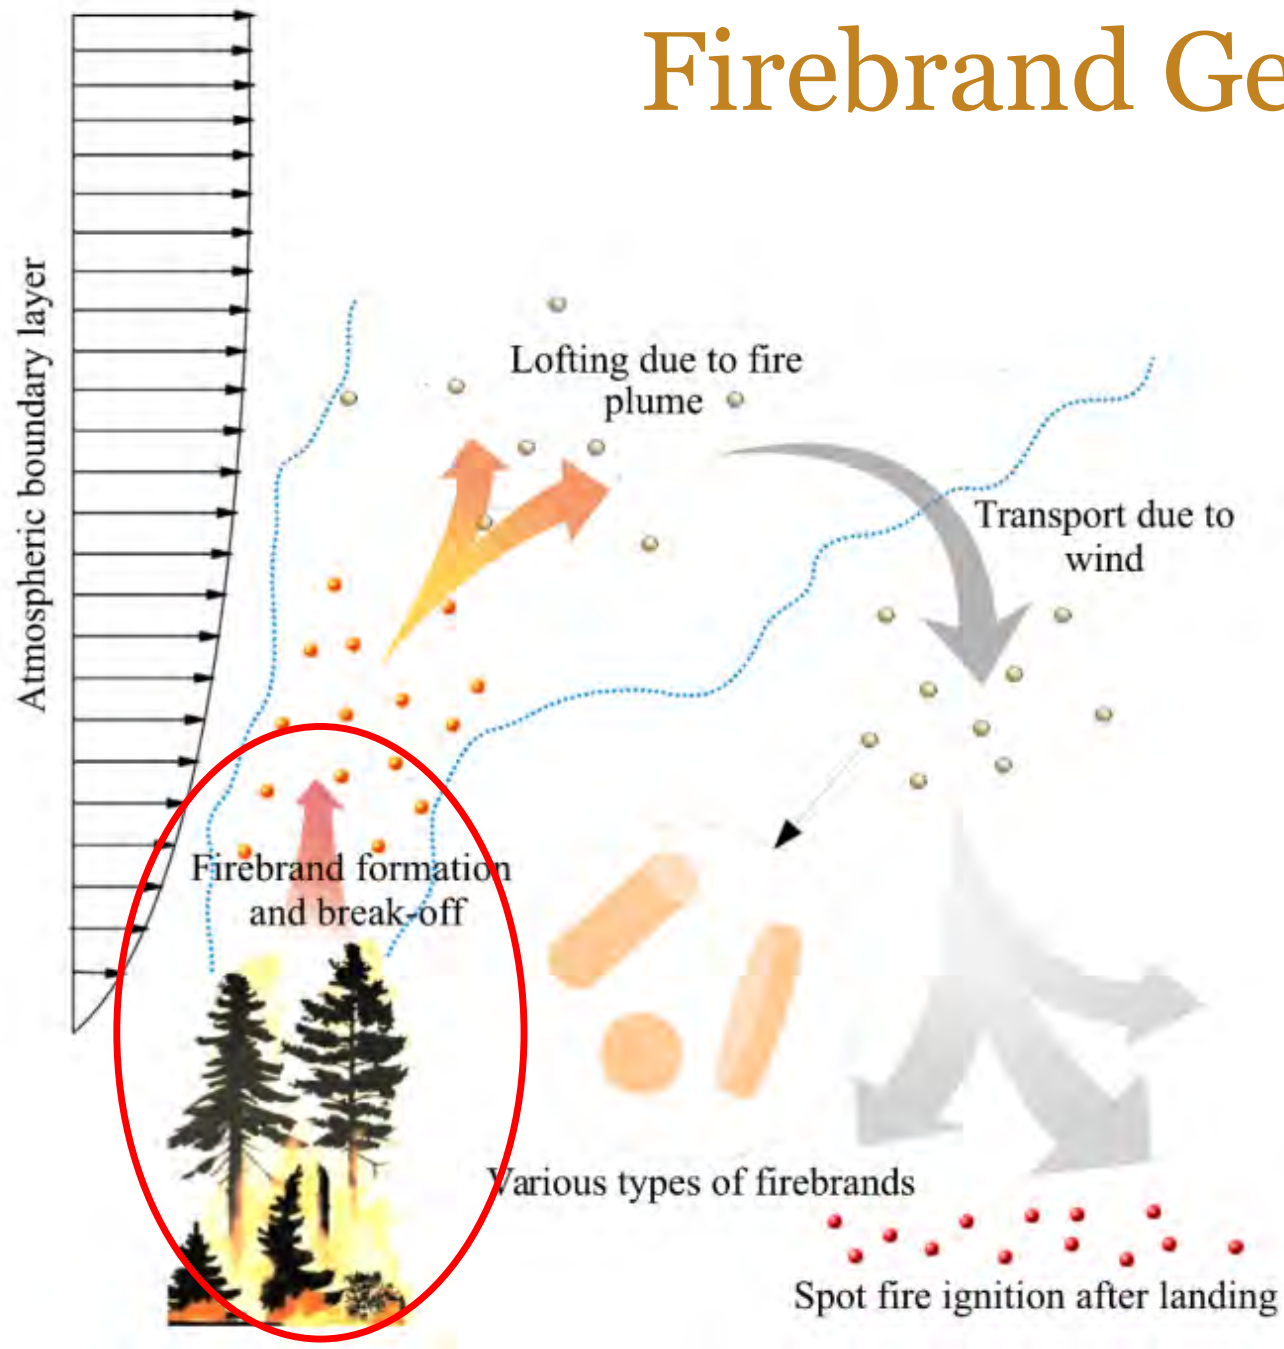 Firebrand Ge
Atmospheric boundary layer
Lofting due to fire
plume
Transport due to
wind
Firebrand formation
and break-off
Various types of firebrands
Spot fire ignition after landing